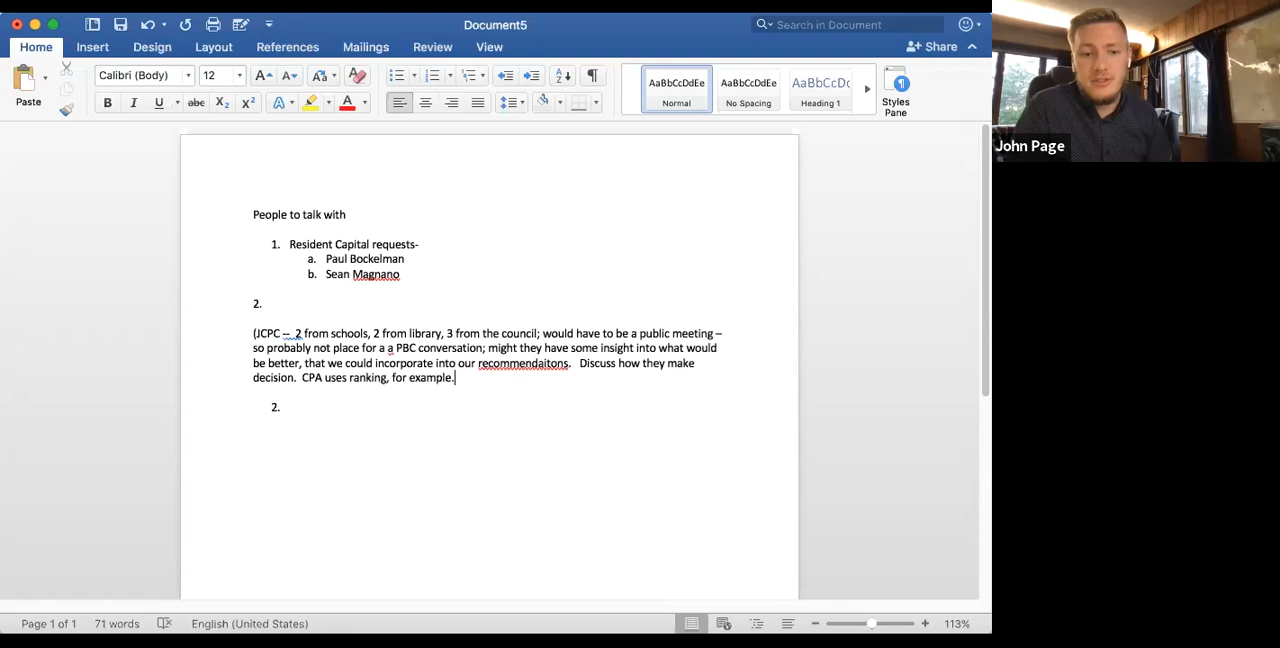 Document5
Search in Document
Home Insert Design Layout References Mailings Review View Share
Paste
Calibri (Body) 12
AaBbCcDdEe AaBbCcDdEe AaBbCcDc
Normal No Spacing Heading 1
Styles Pane
John Page
People to talk with
1. Resident Capital requests-
a. Paul Bockelman
b. Sean Magnano
2.
(JCPC -- 2 from schools, 2 from library, 3 from the council; would have to be a public meeting –
so probably not place for a a PBC conversation; might they have some insight into what would
be better, that we could incorporate into our recommendaitons. Discuss how they make
decision. CPA uses ranking, for example.
2.
Page 1 of 1 71 words English (United States) 113%